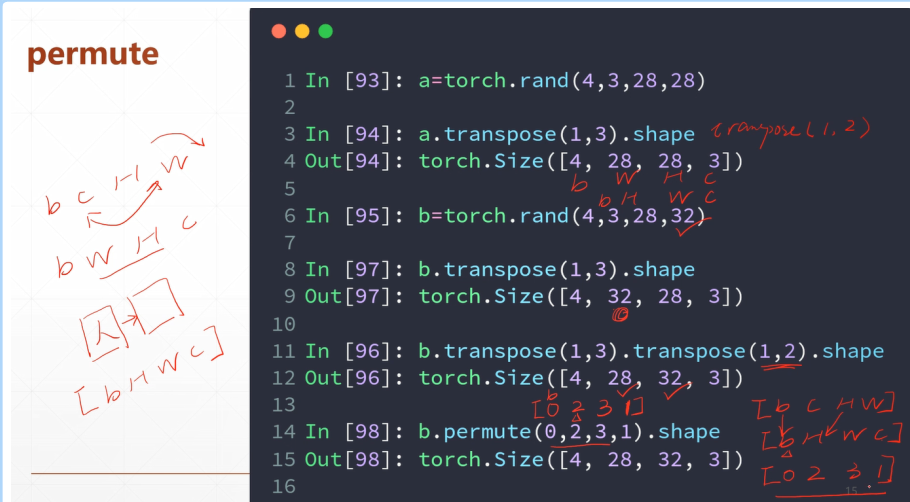 permute
b c H W
b W H C
人
[b H W C]
1 In [93]: a=torch.rand(4,3,28,28)
2
3 In [94]: a.transpose(1,3).shape transpose(1,2)
4 Out[94]: torch.Size([4, 28, 28, 3])
b W H C
5
b H W C
6 In [95]: b=torch.rand(4,3,28,32)
7
8 In [97]: b.transpose(1,3).shape
9 Out[97]: torch.Size([4, 32, 28, 3])
10
11 In [96]: b.transpose(1,3).transpose(1,2).shape
12 Out[96]: torch.Size([4, 28, 32, 3])
b
13
[0 2 3 1] [b C H W]
14 In [98]: b.permute(0,2,3,1).shape
[b H W C]
15 Out[98]: torch.Size([4, 28, 32, 3])
[0 2 3 1]
16
15